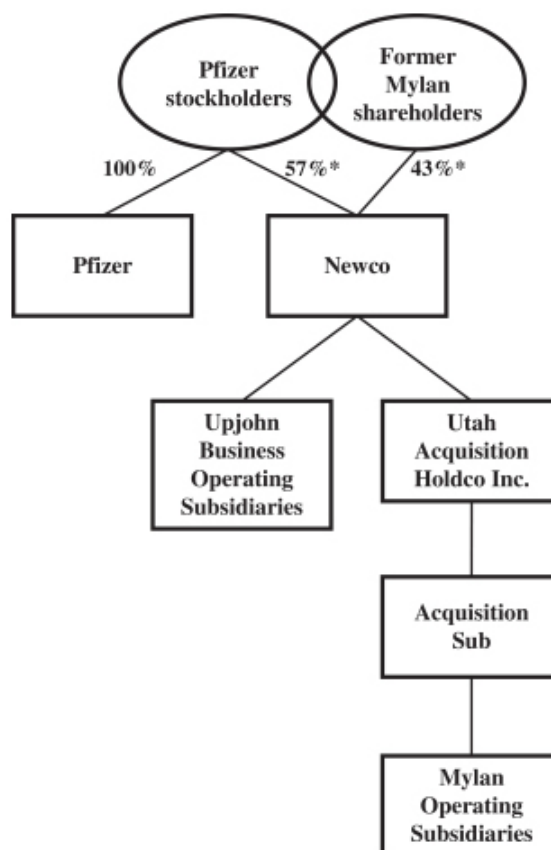 Pfizer
stockholders
Former
Mylan
shareholders
100%
57%*
43%*
Pfizer
Newco
Upjohn
Business
Operating
Subsidiaries
Utah
Acquisition
Holdco Inc.
Acquisition
Sub
Mylan
Operating
Subsidiaries